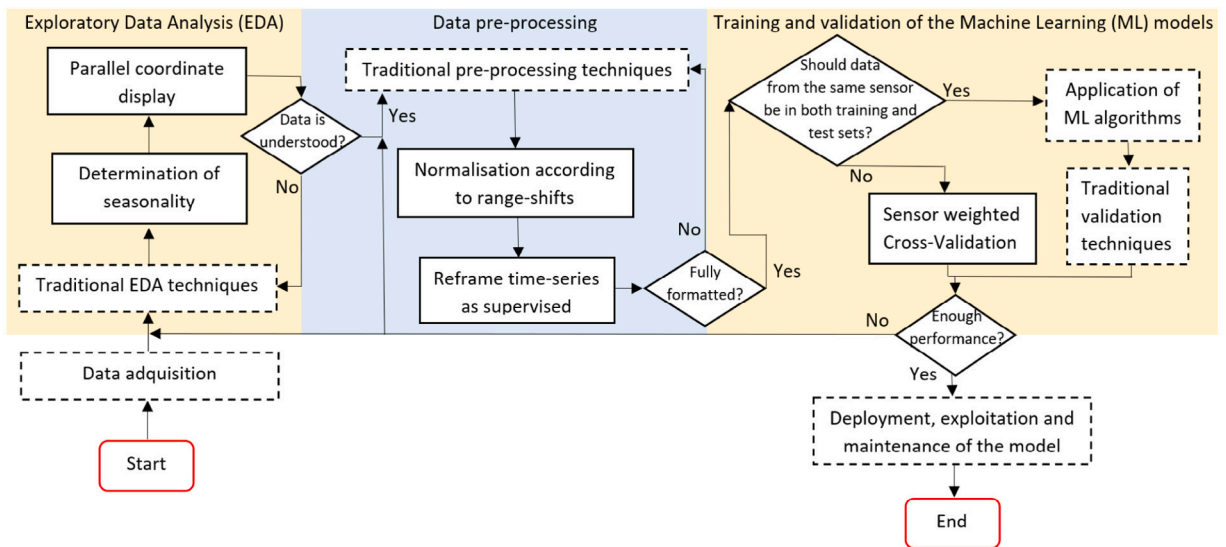 Exploratory Data Analysis (EDA)
Parallel coordinate
display
Data is
understood?
Yes
No
Determination of
seasonality
Traditional EDA techniques
Data adquisition
Start
Data pre-processing
Traditional pre-processing techniques
Normalisation according
to range-shifts
Reframe time-series
as supervised
Fully
formatted?
No
Yes
Training and validation of the Machine Learning (ML) models
Should data
from the same sensor
be in both training and
test sets?
Yes
No
Application of
ML algorithms
Traditional
validation
techniques
Sensor weighted
Cross-Validation
Enough
performance?
No
Yes
Deployment, exploitation and
maintenance of the model
End